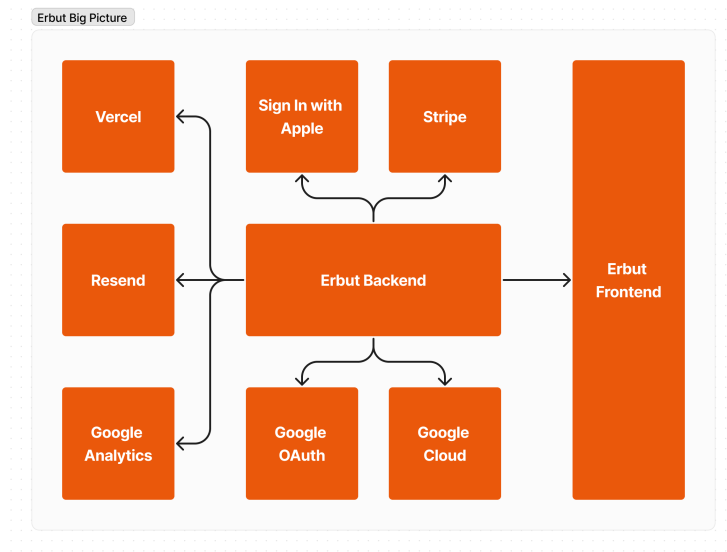 Erbut Big Picture
Vercel
Sign In with
Apple
Stripe
Erbut
Frontend
Resend
Erbut Backend
Google
Analytics
Google
OAuth
Google
Cloud